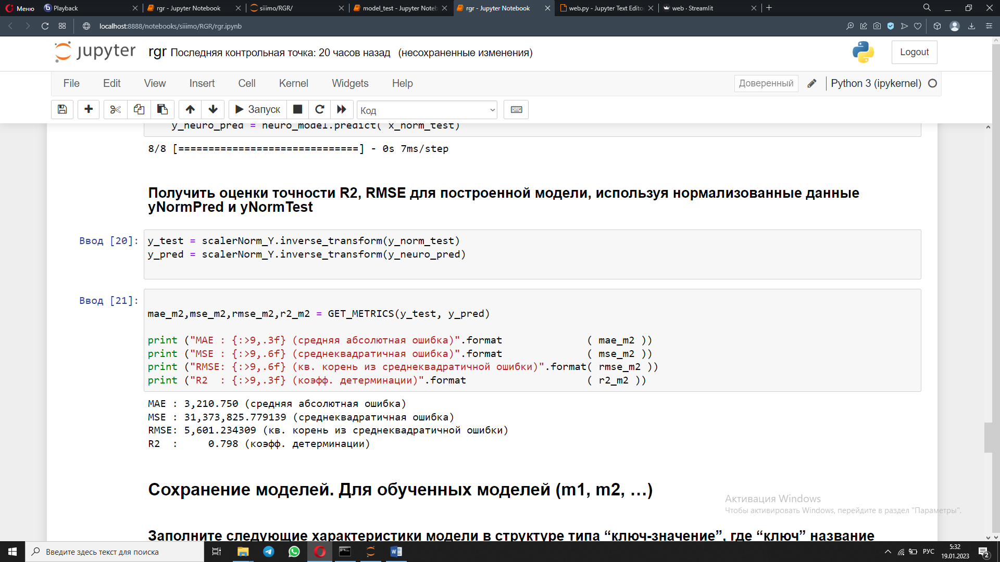 Меню
Playback
rgr - Jupyter Notebook
siiimo/RGR/
model_test - Jupyter Noteb
rgr - Jupyter Notebook
web.py - Jupyter Text Edito
web · Streamlit
localhost:8888/notebooks/siiimo/RGR/rgr.ipynb
jupyter rgr Последняя контрольная точка: 20 часов назад (несохраненные изменения)
Logout
File Edit View Insert Cell Kernel Widgets Help
Доверенный
Python 3 (ipykernel)
Запуск
Код
y_neuro_pred = neuro_model.predict( x_norm_test)
8/8 [==============================] - 0s 7ms/step
Получить оценки точности R2, RMSE для построенной модели, используя нормализованные данные
yNormPred и yNormTest
Ввод [20]:
y_test = scalerNorm_Y.inverse_transform(y_norm_test)
y_pred = scalerNorm_Y.inverse_transform(y_neuro_pred)
Ввод [21]:
mae_m2,mse_m2,rmse_m2,r2_m2 = GET_METRICS(y_test, y_pred)
print ("MAE : {:>9,.3f} (средняя абсолютная ошибка)".format ( mae_m2 ))
print ("MSE : {:>9,.6f} (среднеквадратичная ошибка)".format ( mse_m2 ))
print ("RMSE: {:>9,.6f} (кв. корень из среднеквадратичной ошибки)".format( rmse_m2 ))
print ("R2  : {:>9,.3f} (коэфф. детерминации)".format ( r2_m2 ))
MAE : 3,210.750 (средняя абсолютная ошибка)
MSE : 31,373,825.779139 (среднеквадратичная ошибка)
RMSE: 5,601.234309 (кв. корень из среднеквадратичной ошибки)
R2  :     0.798 (коэфф. детерминации)
Сохранение моделей. Для обученных моделей (m1, m2, …)
Активация Windows
Чтобы активировать Windows, перейдите в раздел "Параметры".
Заполните следующие характеристики модели в структуре типа “ключ-значение”, где “ключ” название
Введите здесь текст для поиска
РУС
5:32
19.01.2023
2